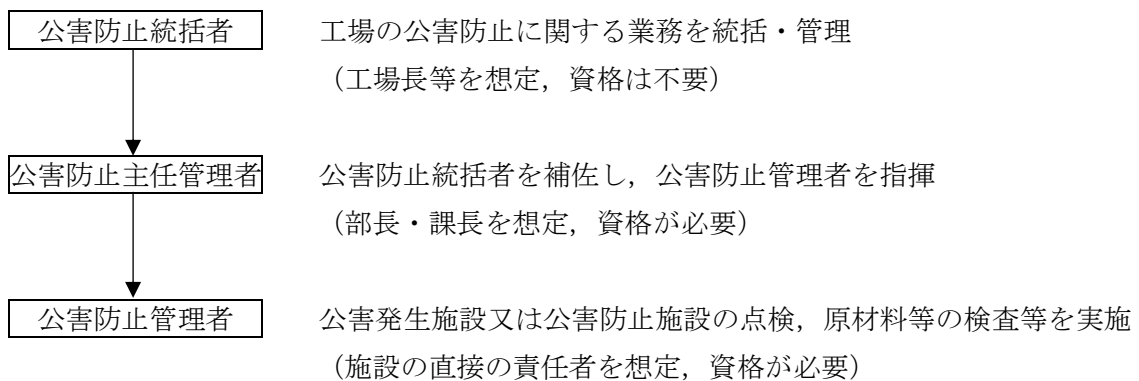 公害防止統括者　工場の公害防止に関する業務を統括・管理
（工場長等を想定，資格は不要）
公害防止主任管理者　公害防止統括者を補佐し，公害防止管理者を指揮
（部長・課長を想定，資格が必要）
公害防止管理者　公害発生施設又は公害防止施設の点検，原材料等の検査等を実施
（施設の直接の責任者を想定，資格が必要）